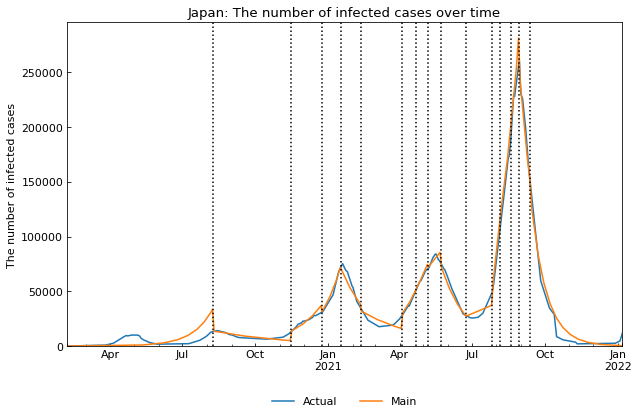 Japan: The number of infected cases over time
The number of infected cases
250000
200000
150000
100000
50000
0
Apr Jul Oct Jan Apr Jul Oct Jan
2021 2022
Actual Main